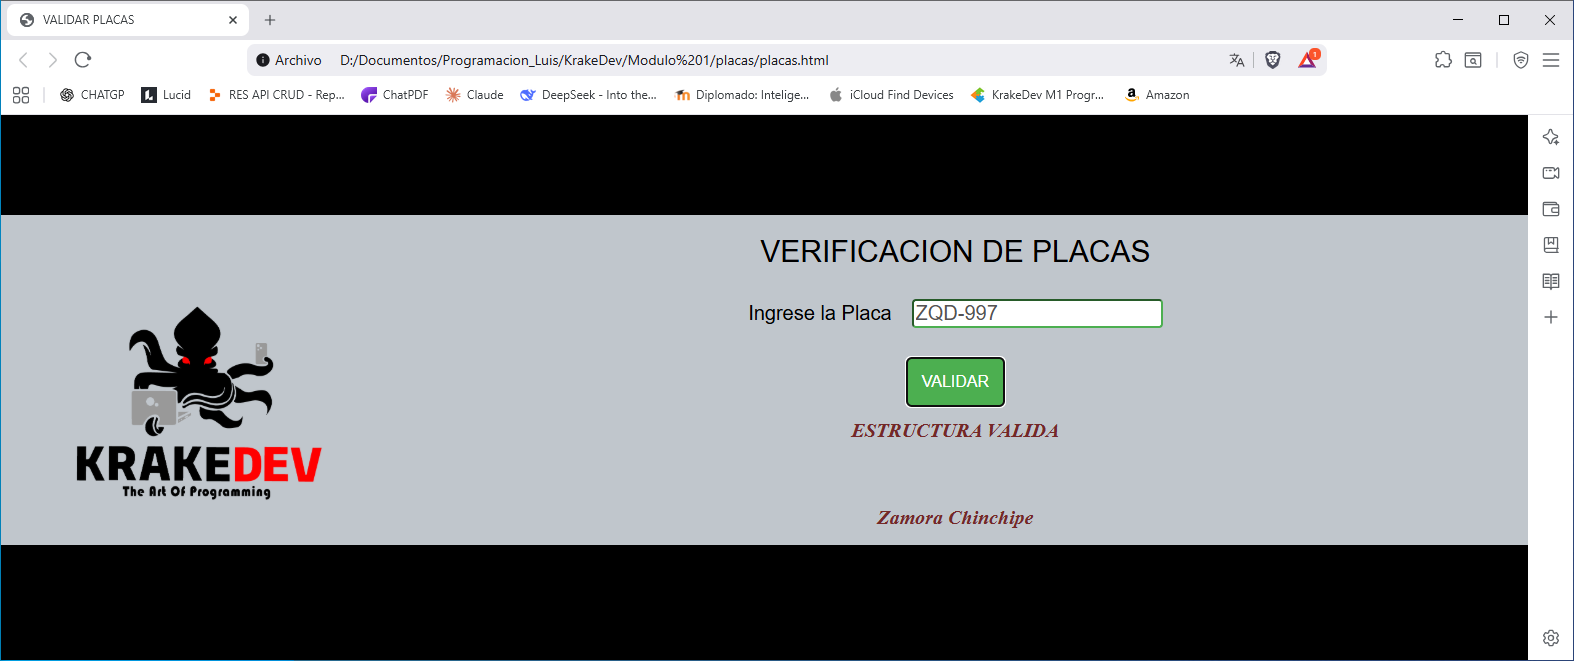 VALIDAR PLACAS
Archivo D:/Documentos/Programacion_Luis/KrakeDev/Modulo%201/placas/placas.html
1
CHATGP Lucid RES API CRUD - Rep... ChatPDF Claude DeepSeek - Into the... Diplomado: Intelige... iCloud Find Devices KrakeDev M1 Progr... Amazon
VERIFICACION DE PLACAS
Ingrese la Placa ZQD-997
VALIDAR
ESTRUCTURA VALIDA
KRAKEDEV
The Art Of Programming
Zamora Chinchipe